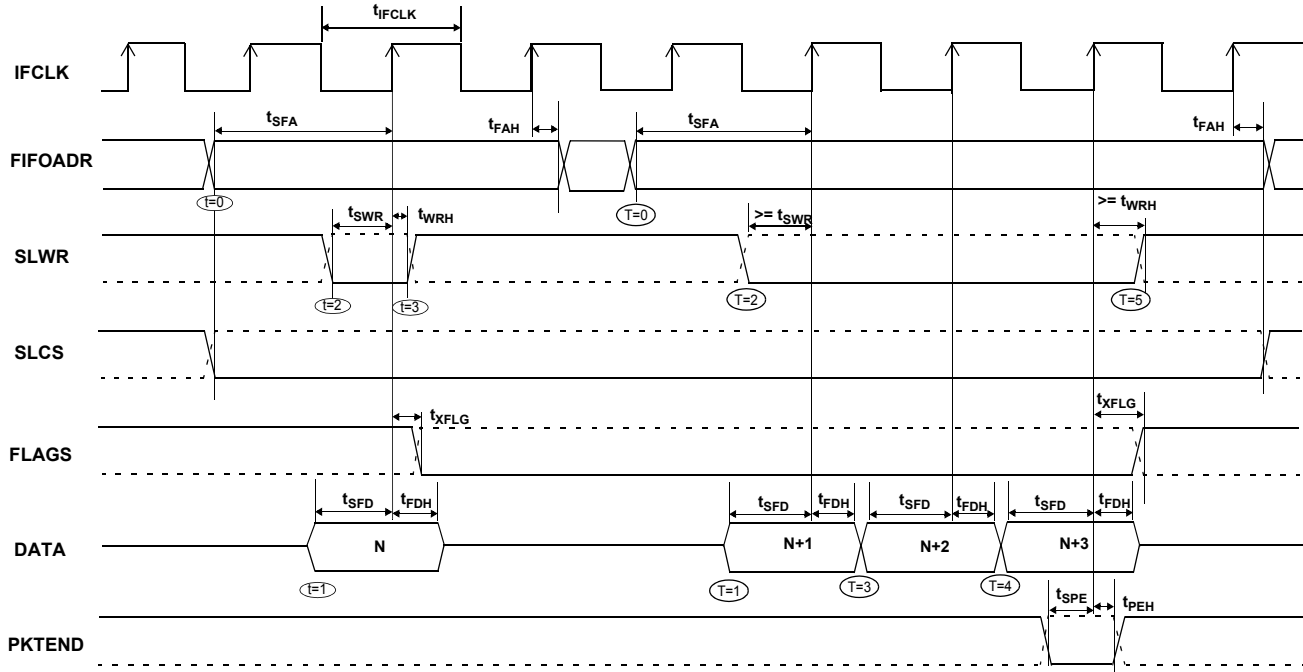 tIFCLK
IFCLK
tSFA
tFAH
tSFA
tFAH
FIFOADR
t=0
T=0
tSWR
tWRH
>= tSWR
>= tWRH
SLWR
t=2
t=3
T=2
T=5
SLCS
tXFLG
tXFLG
FLAGS
tSFD
tFDH
tSFD
tFDH
tSFD
tFDH
tSFD
tFDH
DATA
N
N+1
N+2
N+3
t=1
T=1
T=3
T=4
tSPE
tPEH
PKTEND